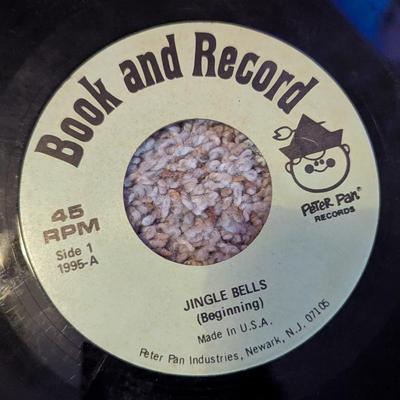 Book and Record
45
RPM
Side 1
1995-A
PETER PAN®
RECORDS
JINGLE BELLS
(Beginning)
Made In U.S.A.
Peter Pan Industries, Newark, N.J. 07105